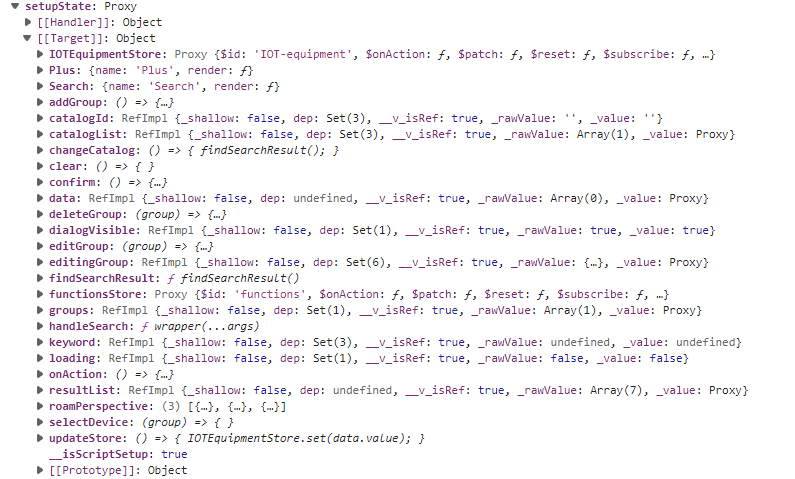 setupState: Proxy
[[Handler]]: Object
[[Target]]: Object
IOTEquipmentStore: Proxy {$id: 'IOT-equipment', $onAction: ƒ, $patch: ƒ, $reset: ƒ, $subscribe: ƒ, …}
Plus: {name: 'Plus', render: ƒ}
Search: {name: 'Search', render: ƒ}
addGroup: () => {…}
catalogId: RefImpl {_shallow: false, dep: Set(3), __v_isRef: true, _rawValue: '', _value: ''}
catalogList: RefImpl {_shallow: false, dep: Set(3), __v_isRef: true, _rawValue: Array(1), _value: Proxy}
changeCatalog: () => { findSearchResult(); }
clear: () => { }
confirm: () => {…}
data: RefImpl {_shallow: false, dep: undefined, __v_isRef: true, _rawValue: Array(0), _value: Proxy}
deleteGroup: (group) => {…}
dialogVisible: RefImpl {_shallow: false, dep: Set(1), __v_isRef: true, _rawValue: true, _value: true}
editGroup: (group) => {…}
editingGroup: RefImpl {_shallow: false, dep: Set(6), __v_isRef: true, _rawValue: {…}, _value: Proxy}
findSearchResult: ƒ findSearchResult()
functionsStore: Proxy {$id: 'functions', $onAction: ƒ, $patch: ƒ, $reset: ƒ, $subscribe: ƒ, …}
groups: RefImpl {_shallow: false, dep: Set(1), __v_isRef: true, _rawValue: Array(1), _value: Proxy}
handleSearch: ƒ wrapper(...args)
keyword: RefImpl {_shallow: false, dep: Set(3), __v_isRef: true, _rawValue: undefined, _value: undefined}
loading: RefImpl {_shallow: false, dep: Set(1), __v_isRef: true, _rawValue: false, _value: false}
onAction: () => {…}
resultList: RefImpl {_shallow: false, dep: undefined, __v_isRef: true, _rawValue: Array(7), _value: Proxy}
roamPerspective: (3) [{…}, {…}, {…}]
selectDevice: (group) => { }
updateStore: () => { IOTEquipmentStore.set(data.value); }
__isScriptSetup: true
[[Prototype]]: Object